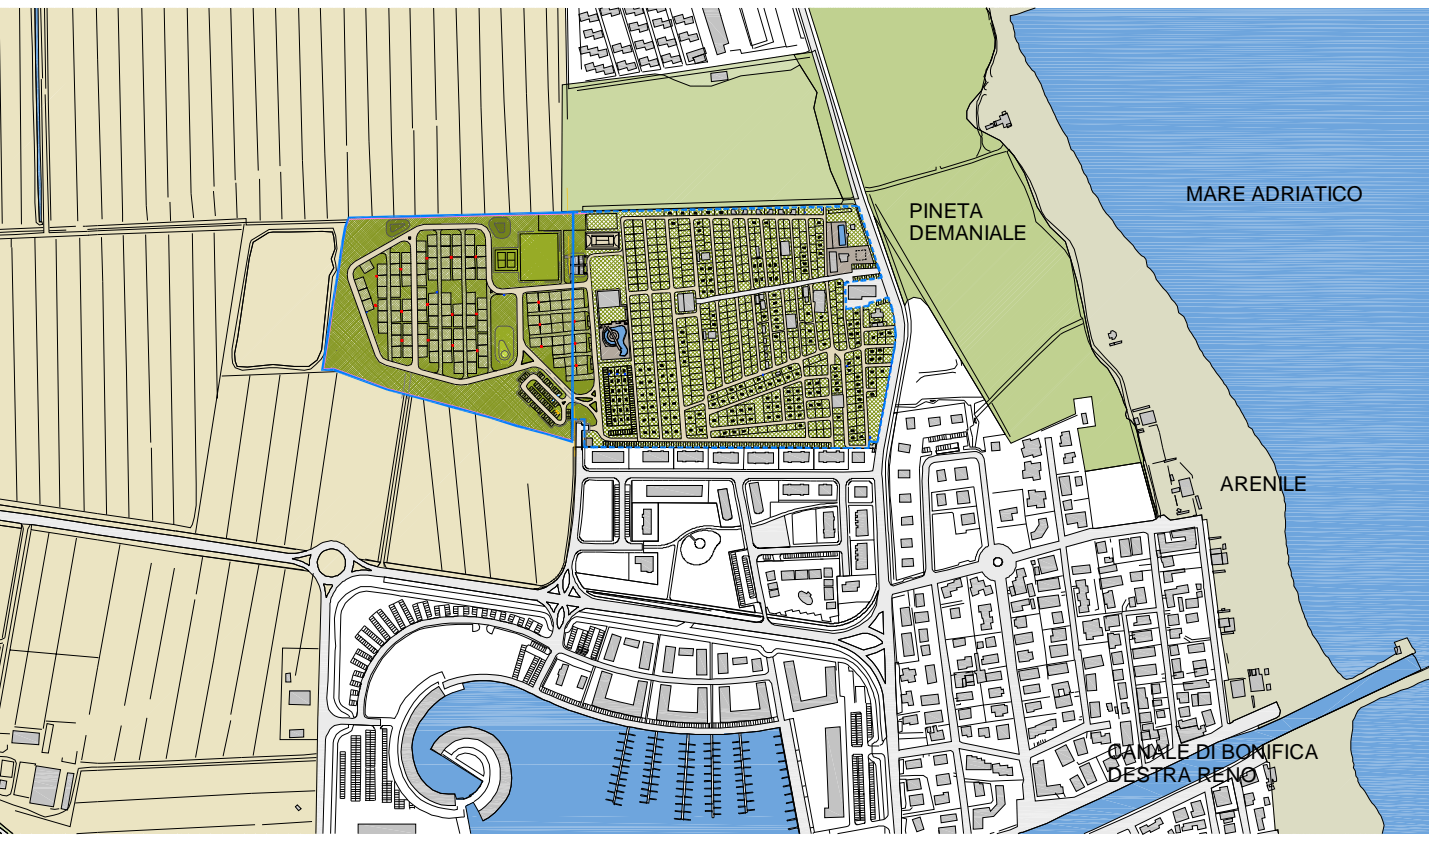 MARE ADRIATICO
PINETA
DEMANIALE
ARENILE
CANALE DI BONIFICA
DESTRA RENO